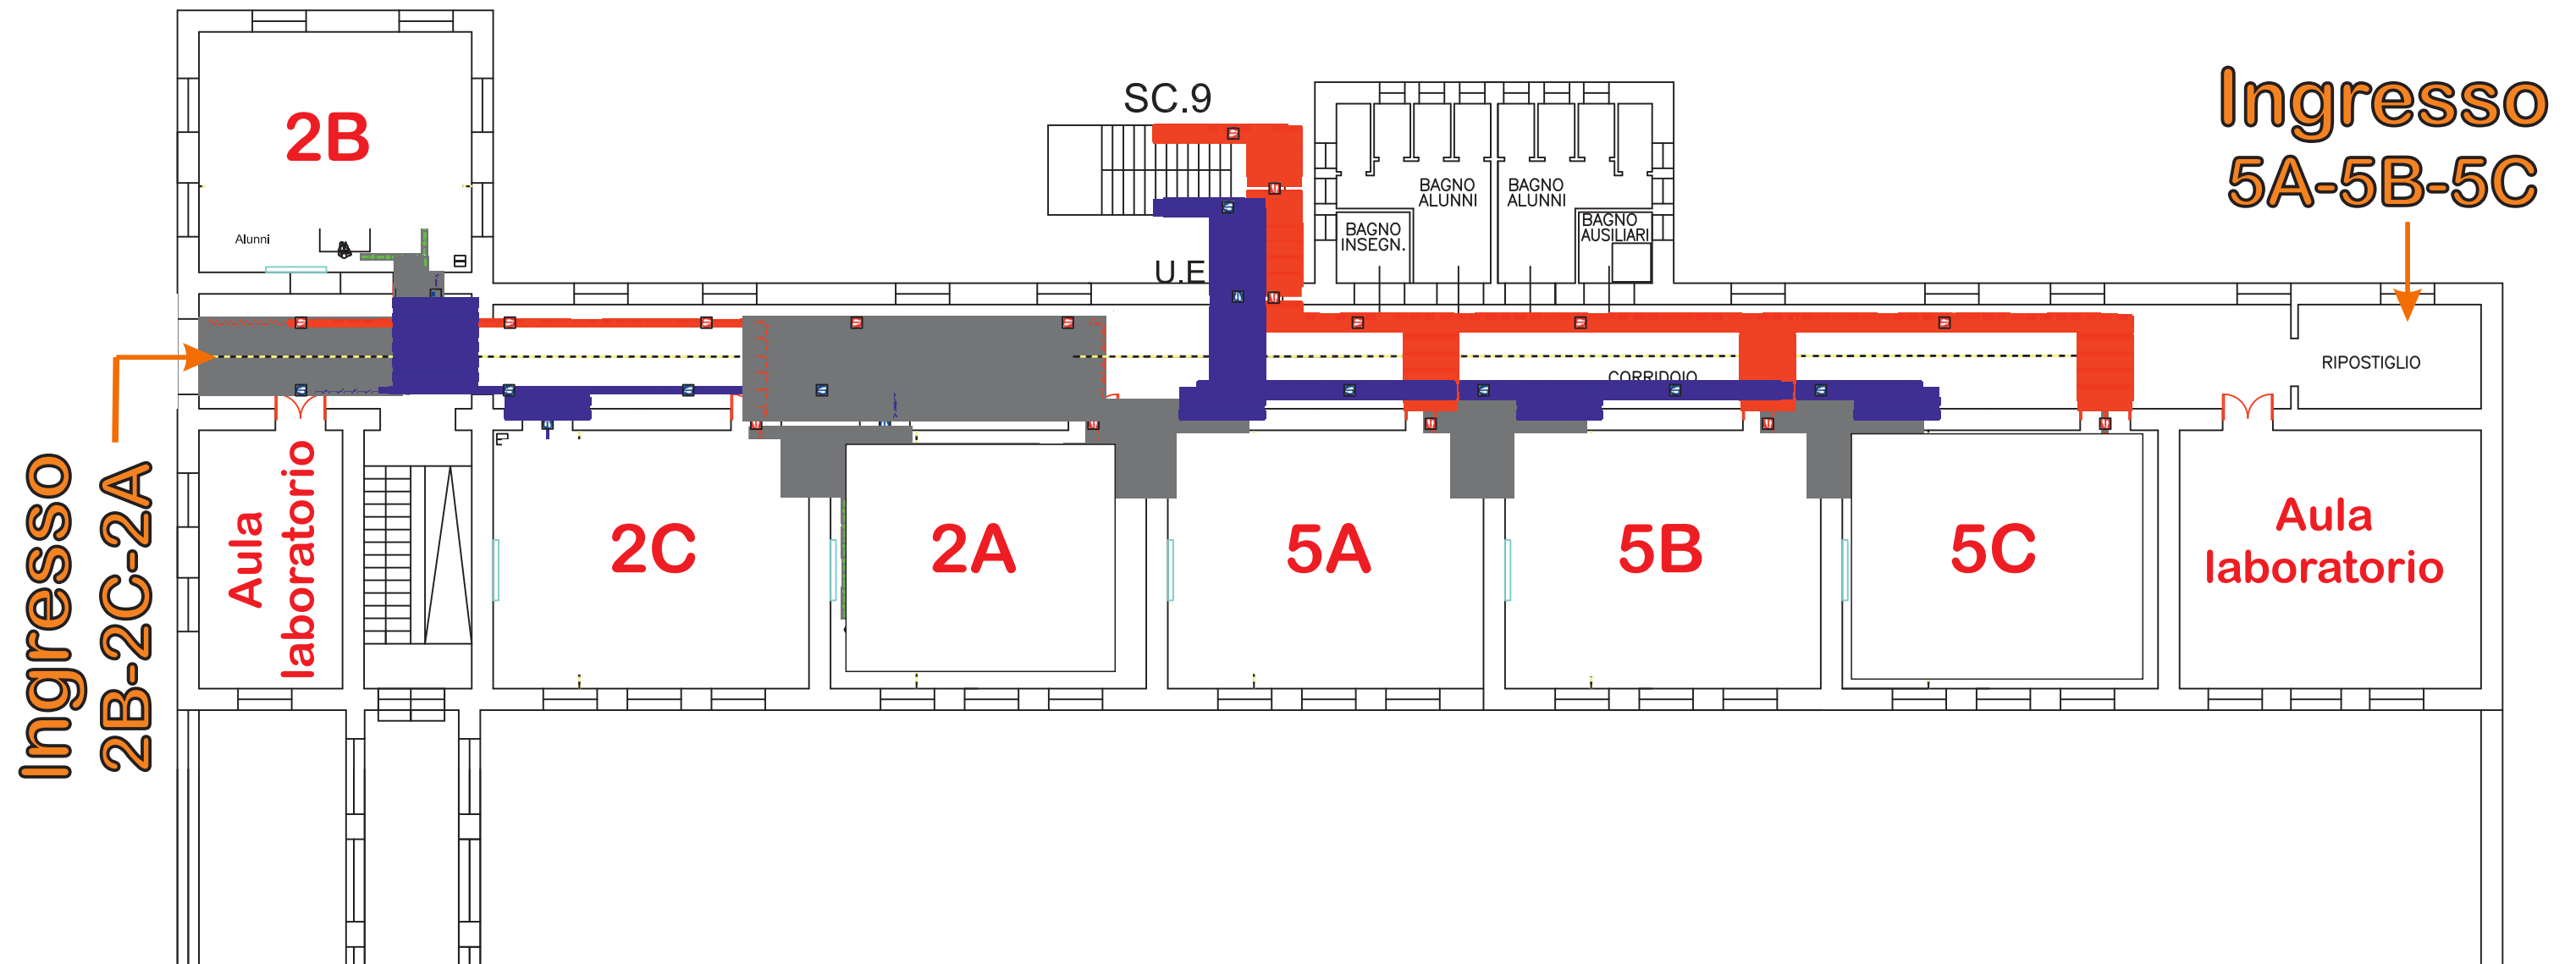 SC.9
Ingresso
5A-5B-5C
2B
BAGNO
ALUNNI
BAGNO
ALUNNI
BAGNO
INSEGN.
BAGNO
AUSILIARI
Alunni
U.E
CORRIDOIO
RIPOSTIGLIO
Ingresso
2B-2C-2A
Aula
laboratorio
2C
2A
5A
5B
5C
Aula
laboratorio